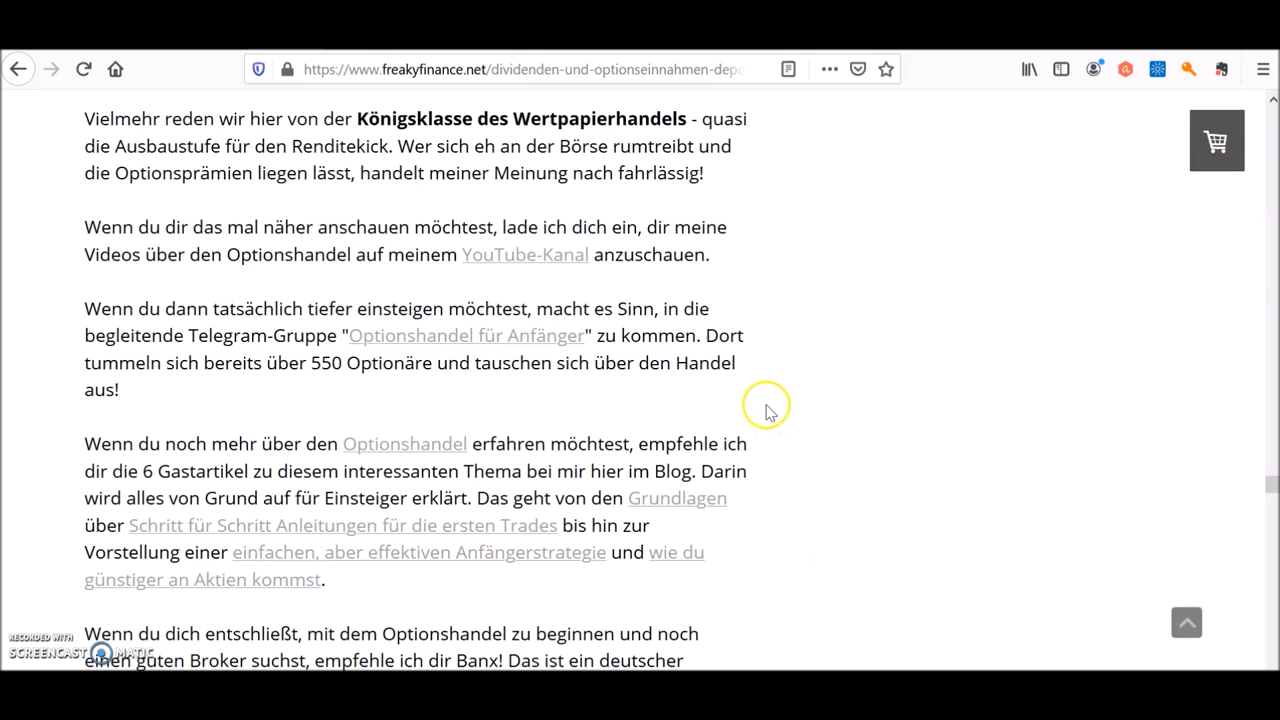 https://www.freakyfinance.net/dividenden-und-optionseinnahmen-depo
Vielmehr reden wir hier von der Königsklasse des Wertpapierhandels - quasi
die Ausbaustufe für den Renditekick. Wer sich eh an der Börse rumtreibt und
die Optionsprämien liegen lässt, handelt meiner Meinung nach fahrlässig!
Wenn du dir das mal näher anschauen möchtest, lade ich dich ein, dir meine
Videos über den Optionshandel auf meinem YouTube-Kanal anzuschauen.
Wenn du dann tatsächlich tiefer einsteigen möchtest, macht es Sinn, in die
begleitende Telegram-Gruppe "Optionshandel für Anfänger" zu kommen. Dort
tummeln sich bereits über 550 Optionäre und tauschen sich über den Handel
aus!
Wenn du noch mehr über den Optionshandel erfahren möchtest, empfehle ich
dir die 6 Gastartikel zu diesem interessanten Thema bei mir hier im Blog. Darin
wird alles von Grund auf für Einsteiger erklärt. Das geht von den Grundlagen
über Schritt für Schritt Anleitungen für die ersten Trades bis hin zur
Vorstellung einer einfachen, aber effektiven Anfängerstrategie und wie du
günstiger an Aktien kommst.
Wenn du dich entschließt, mit dem Optionshandel zu beginnen und noch
einen guten Broker suchst, empfehle ich dir Banx! Das ist ein deutscher
RECORDED WITH
SCREENCAST MATIC